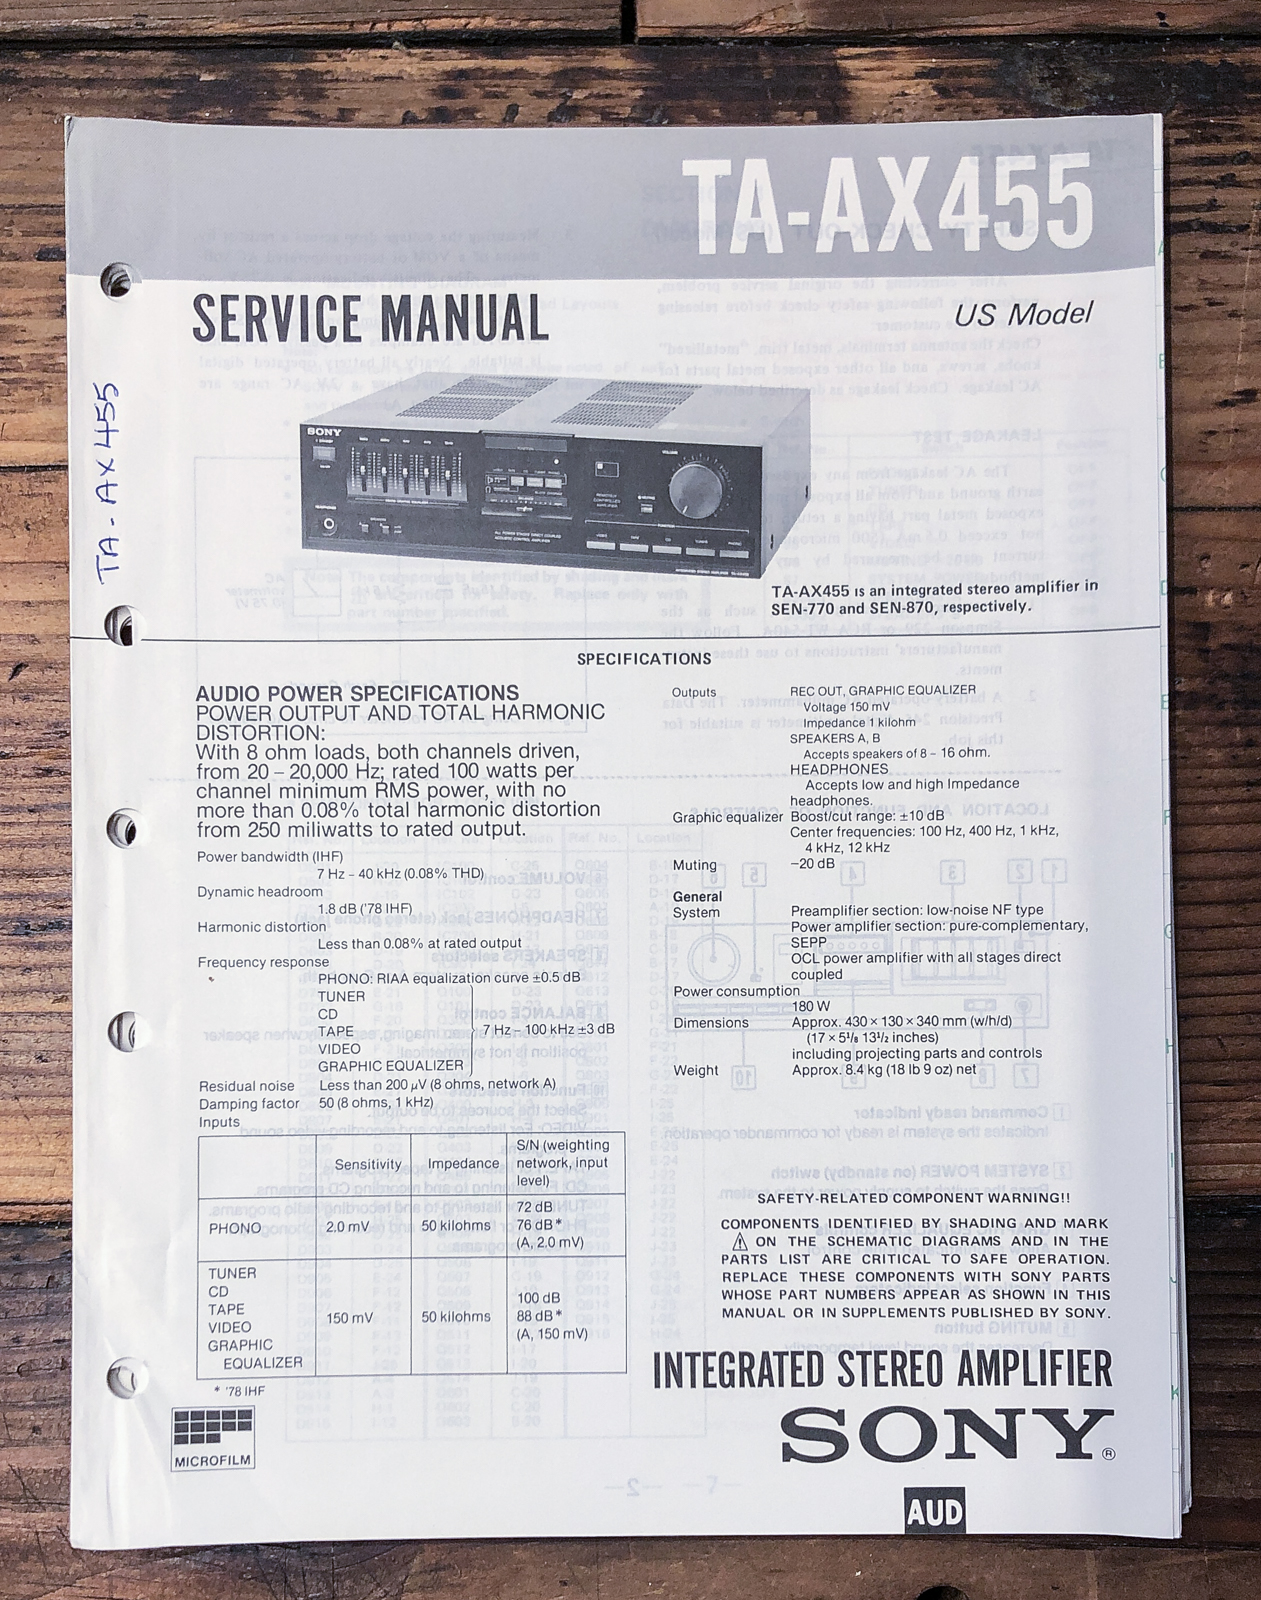 TA-AX455
SERVICE MANUAL
US Model
TA-AX455
SONY
TA-AX455 is an integrated stereo amplifier in
SEN-770 and SEN-870, respectively.
SPECIFICATIONS
AUDIO POWER SPECIFICATIONS
POWER OUTPUT AND TOTAL HARMONIC
DISTORTION:
With 8 ohm loads, both channels driven,
from 20 – 20,000 Hz; rated 100 watts per
channel minimum RMS power, with no
more than 0.08% total harmonic distortion
from 250 miliwatts to rated output.
Power bandwidth (IHF)
7 Hz – 40 kHz (0.08% THD)
Dynamic headroom
1.8 dB ('78 IHF)
Harmonic distortion
Less than 0.08% at rated output
Frequency response
PHONO: RIAA equalization curve ±0.5 dB
TUNER
CD
TAPE 7 Hz – 100 kHz ±3 dB
VIDEO
GRAPHIC EQUALIZER
Residual noise Less than 200 µV (8 ohms, network A)
Damping factor 50 (8 ohms, 1 kHz)
Inputs
Sensitivity Impedance S/N (weighting
network, input
level)
PHONO 2.0 mV 50 kilohms 72 dB
76 dB*
(A, 2.0 mV)
TUNER
CD
TAPE
VIDEO
GRAPHIC
EQUALIZER
150 mV 50 kilohms 100 dB
88 dB*
(A, 150 mV)
* '78 IHF
MICROFILM
Outputs REC OUT, GRAPHIC EQUALIZER
Voltage 150 mV
Impedance 1 kilohm
SPEAKERS A, B
Accepts speakers of 8 – 16 ohm.
HEADPHONES
Accepts low and high Impedance
headphones.
Graphic equalizer Boost/cut range: ±10 dB
Center frequencies: 100 Hz, 400 Hz, 1 kHz,
4 kHz, 12 kHz
Muting –20 dB
General
System Preamplifier section: low-noise NF type
Power amplifier section: pure-complementary,
SEPP
OCL power amplifier with all stages direct
coupled
Power consumption
180 W
Dimensions Approx. 430 × 130 × 340 mm (w/h/d)
(17 × 5 1/8 13 1/2 inches)
including projecting parts and controls
Weight Approx. 8.4 kg (18 lb 9 oz) net
SAFETY-RELATED COMPONENT WARNING!!
COMPONENTS IDENTIFIED BY SHADING AND MARK
⚠ ON THE SCHEMATIC DIAGRAMS AND IN THE
PARTS LIST ARE CRITICAL TO SAFE OPERATION.
REPLACE THESE COMPONENTS WITH SONY PARTS
WHOSE PART NUMBERS APPEAR AS SHOWN IN THIS
MANUAL OR IN SUPPLEMENTS PUBLISHED BY SONY.
INTEGRATED STEREO AMPLIFIER
SONY®
AUD